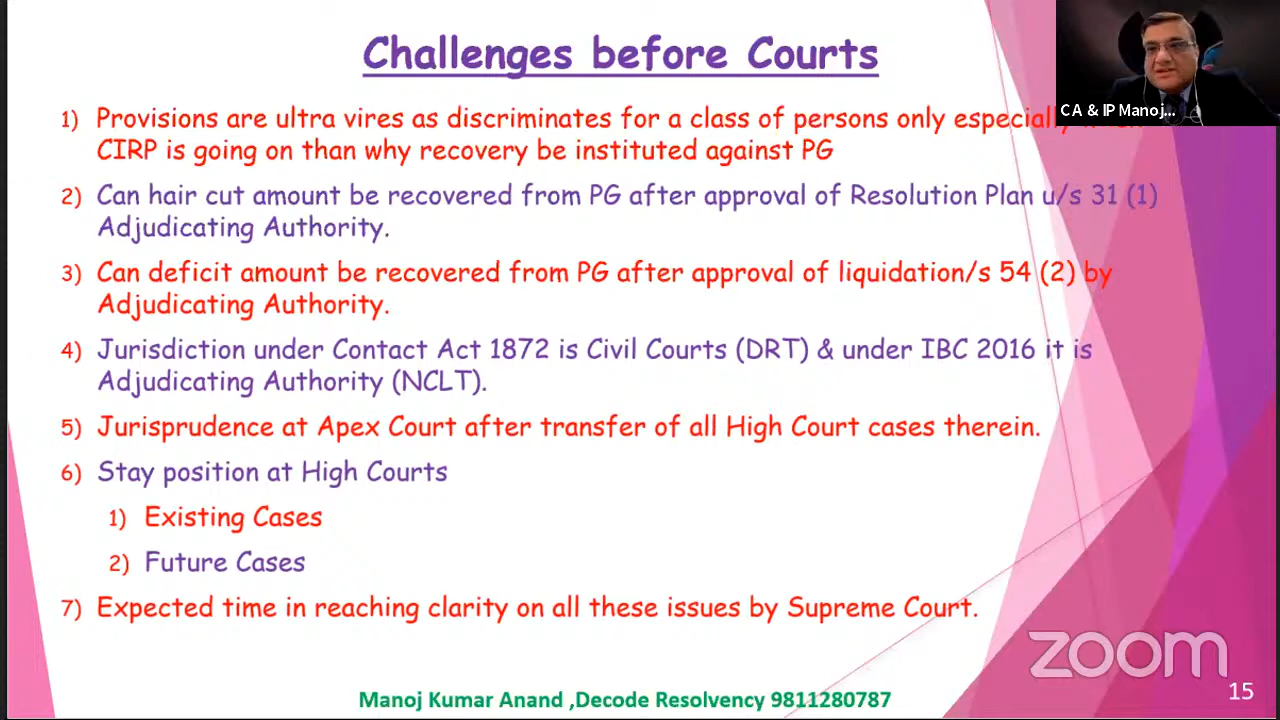 Challenges before Courts
CA & IP Manoj...
1) Provisions are ultra vires as discriminates for a class of persons only especially
CIRP is going on than why recovery be instituted against PG
2) Can hair cut amount be recovered from PG after approval of Resolution Plan u/s 31 (1)
Adjudicating Authority.
3) Can deficit amount be recovered from PG after approval of liquidation/s 54 (2) by
Adjudicating Authority.
4) Jurisdiction under Contact Act 1872 is Civil Courts (DRT) & under IBC 2016 it is
Adjudicating Authority (NCLT).
5) Jurisprudence at Apex Court after transfer of all High Court cases therein.
6) Stay position at High Courts
1) Existing Cases
2) Future Cases
7) Expected time in reaching clarity on all these issues by Supreme Court.
zoom
Manoj Kumar Anand ,Decode Resolvency 9811280787
15